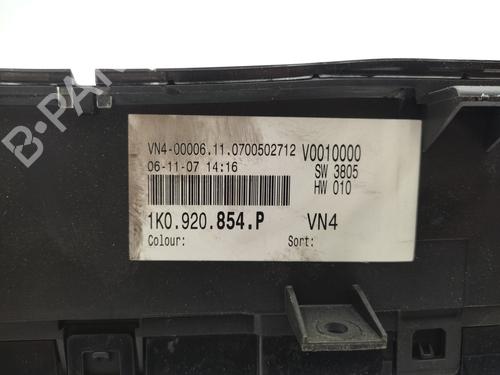 VN4-00006.11.0700502712 V0010000
06-11-07 14:16 SW 3805
HW 010
1K0.920.854.P VN4
Colour: Sort:
B-PARTS